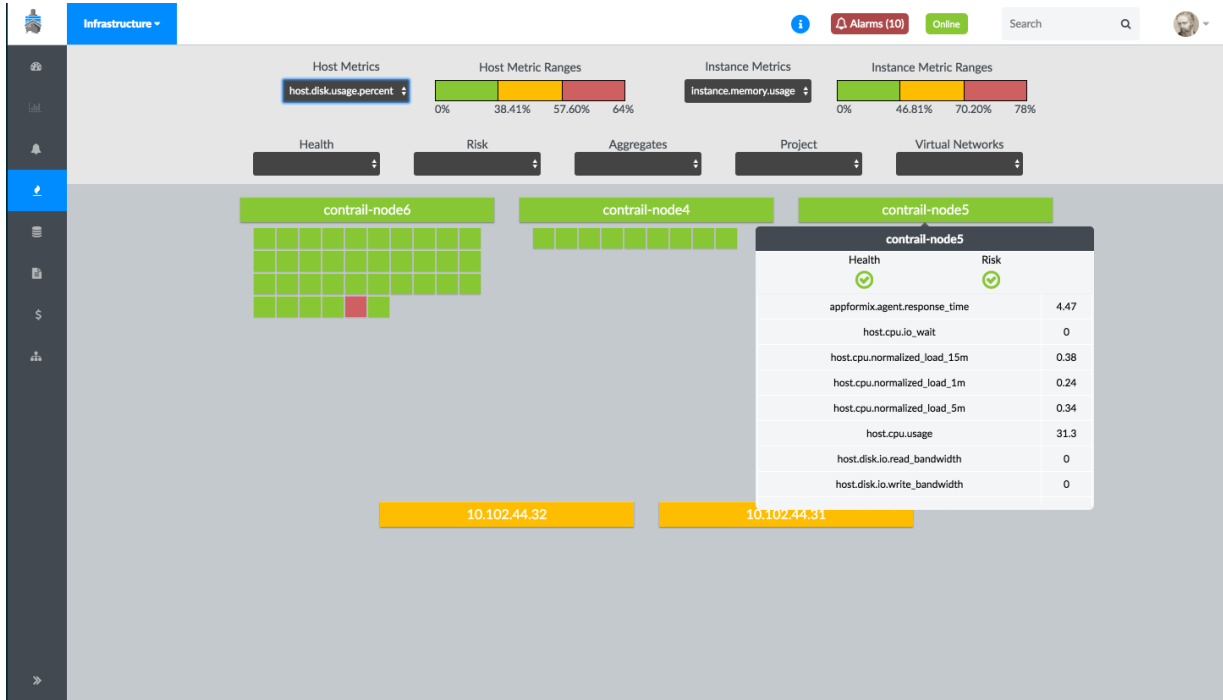 Infrastructure
i
Alarms (10)
Online
Search
Host Metrics
Host Metric Ranges
Instance Metrics
Instance Metric Ranges
host.disk.usage.percent
instance.memory.usage
0% 38.41% 57.60% 64%
0% 46.81% 70.20% 78%
Health
Risk
Aggregates
Project
Virtual Networks
$
contrail-node6
contrail-node4
contrail-node5
contrail-node5
Health Risk
appformix.agent.response_time 4.47
host.cpu.io_wait 0
host.cpu.normalized_load_15m 0.38
host.cpu.normalized_load_1m 0.24
host.cpu.normalized_load_5m 0.34
host.cpu.usage 31.3
host.disk.io.read_bandwidth 0
host.disk.io.write_bandwidth 0
10.102.44.32
10.102.44.31